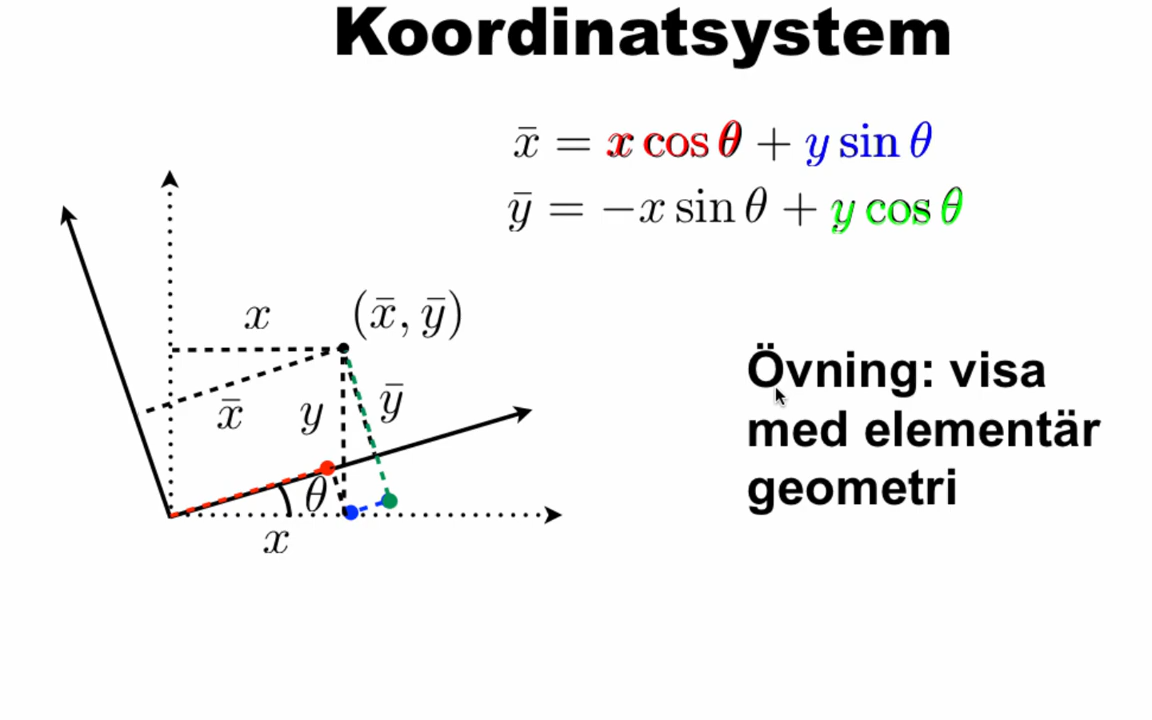 Koordinatsystem
x̄ = x cos θ + y sin θ
ȳ = −x sin θ + y cos θ
x
(x̄, ȳ)
x̄
y
ȳ
θ
x
Övning: visa
med elementär
geometri